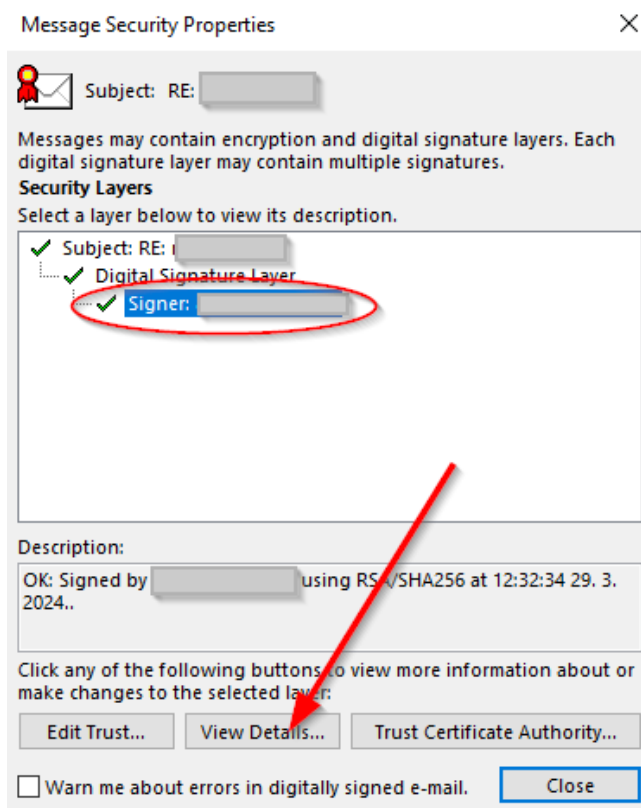 Message Security Properties
Subject: RE:
Messages may contain encryption and digital signature layers. Each
digital signature layer may contain multiple signatures.
Security Layers
Select a layer below to view its description.
Subject: RE:
Digital Signature Layer
Signer:
Description:
OK: Signed by using RSA/SHA256 at 12:32:34 29. 3.
2024..
Click any of the following buttons to view more information about or
make changes to the selected layer:
Edit Trust... View Details... Trust Certificate Authority...
Warn me about errors in digitally signed e-mail. Close